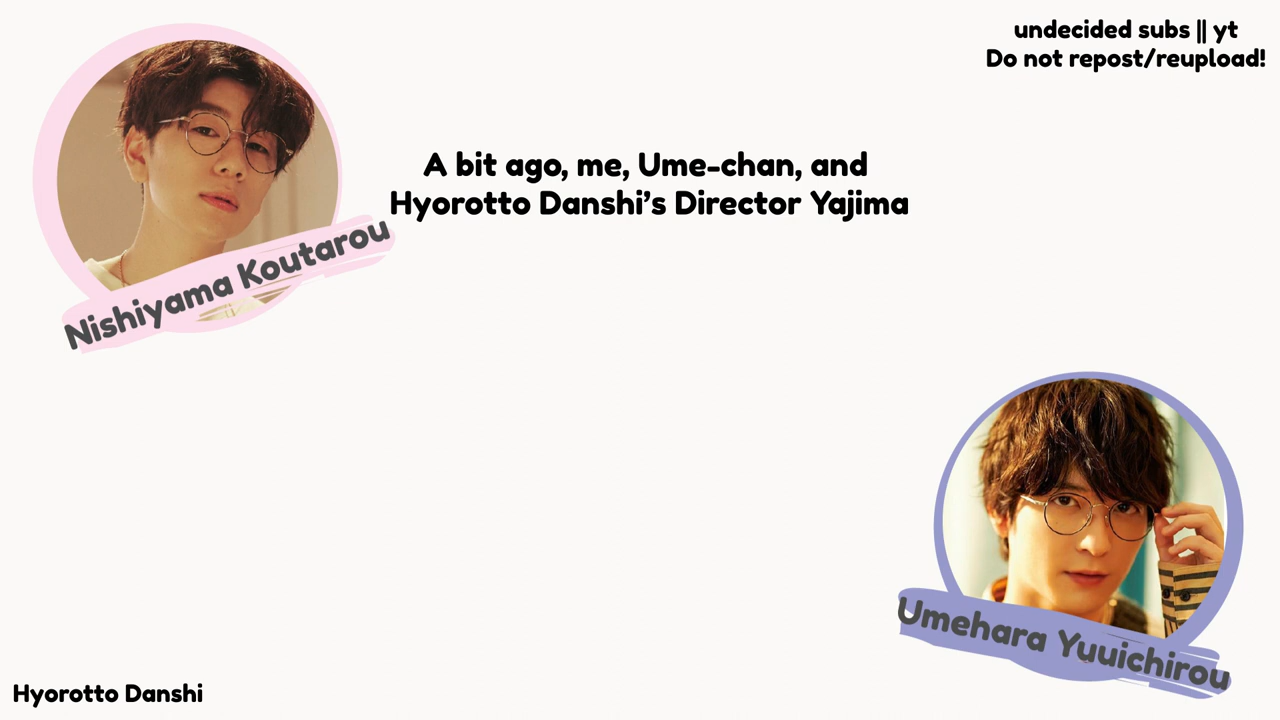 undecided subs || yt
Do not repost/reupload!
A bit ago, me, Ume-chan, and
Hyorotto Danshi's Director Yajima
Nishiyama Koutarou
Umehara Yuuichirou
Hyorotto Danshi